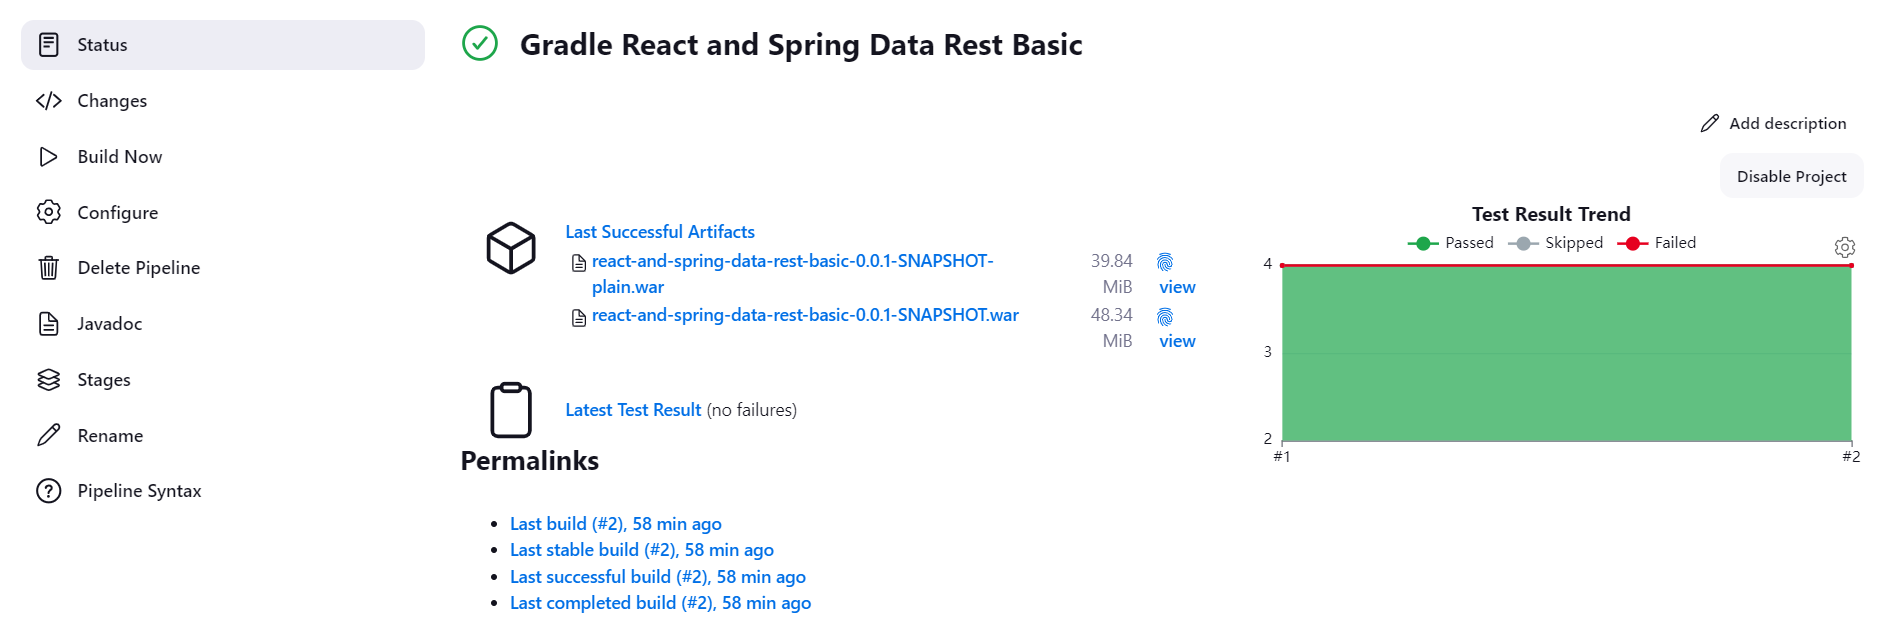 Status
Changes
Build Now
Configure
Delete Pipeline
Javadoc
Stages
Rename
Pipeline Syntax
Gradle React and Spring Data Rest Basic
Add description
Disable Project
Last Successful Artifacts
react-and-spring-data-rest-basic-0.0.1-SNAPSHOT- 39.84
plain.war MiB view
react-and-spring-data-rest-basic-0.0.1-SNAPSHOT.war 48.34
MiB view
Latest Test Result (no failures)
Test Result Trend
Passed Skipped Failed
4
3
2
#1 #2
Permalinks
Last build (#2), 58 min ago
Last stable build (#2), 58 min ago
Last successful build (#2), 58 min ago
Last completed build (#2), 58 min ago